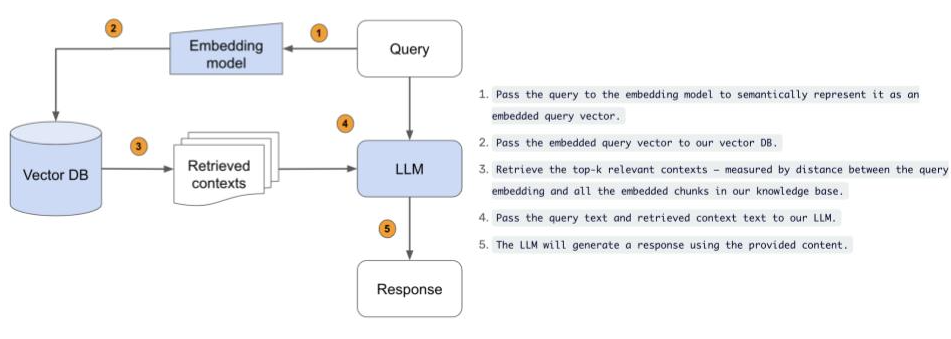 2
1
Embedding
model
Query
4
3
Vector DB
Retrieved
contexts
LLM
5
Response
1. Pass the query to the embedding model to semantically represent it as an
embedded query vector.
2. Pass the embedded query vector to our vector DB.
3. Retrieve the top-k relevant contexts – measured by distance between the query
embedding and all the embedded chunks in our knowledge base.
4. Pass the query text and retrieved context text to our LLM.
5. The LLM will generate a response using the provided content.